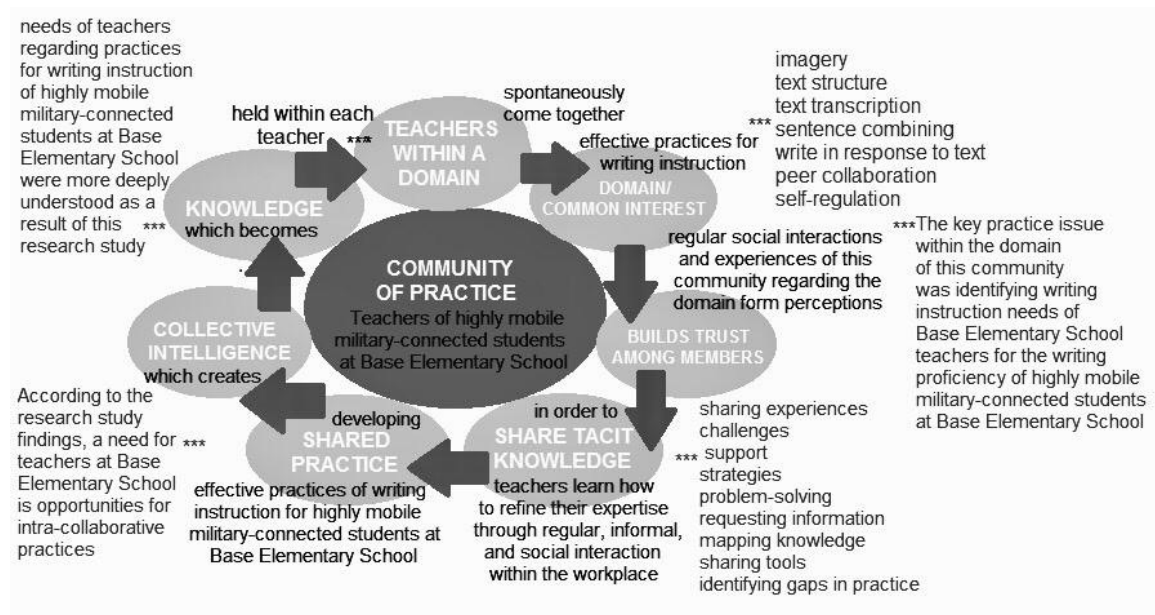 needs of teachers
regarding practices
for writing instruction
of highly mobile
military-connected
students at Base
Elementary School
were more deeply
understood as a
result of this ***
research study
held within each
teacher ***
TEACHERS
WITHIN A
DOMAIN
spontaneously
come together
effective practices for
writing instruction
DOMAIN/
COMMON INTEREST
imagery
text structure
text transcription
*** sentence combining
write in response to text
peer collaboration
self-regulation
regular social interactions
and experiences of this
community regarding the
domain form perceptions
***The key practice issue
within the domain
of this community
was identifying writing
instruction needs of
Base Elementary School
teachers for the writing
proficiency of highly mobile
military-connected students
at Base Elementary School
BUILDS TRUST
AMONG MEMBERS
in order to
SHARE TACIT
KNOWLEDGE
teachers learn how
to refine their expertise
through regular, informal,
and social interaction
within the workplace
sharing experiences
challenges
*** support
strategies
problem-solving
requesting information
mapping knowledge
sharing tools
identifying gaps in practice
developing
SHARED
PRACTICE
effective practices of writing
instruction for highly mobile
military-connected students at
Base Elementary School
According to the
research study
findings, a need for ***
teachers at Base
Elementary School
is opportunities for
intra-collaborative
practices
COLLECTIVE
INTELLIGENCE
which creates
KNOWLEDGE
which becomes
COMMUNITY
OF PRACTICE
Teachers of highly mobile
military-connected students
at Base Elementary School